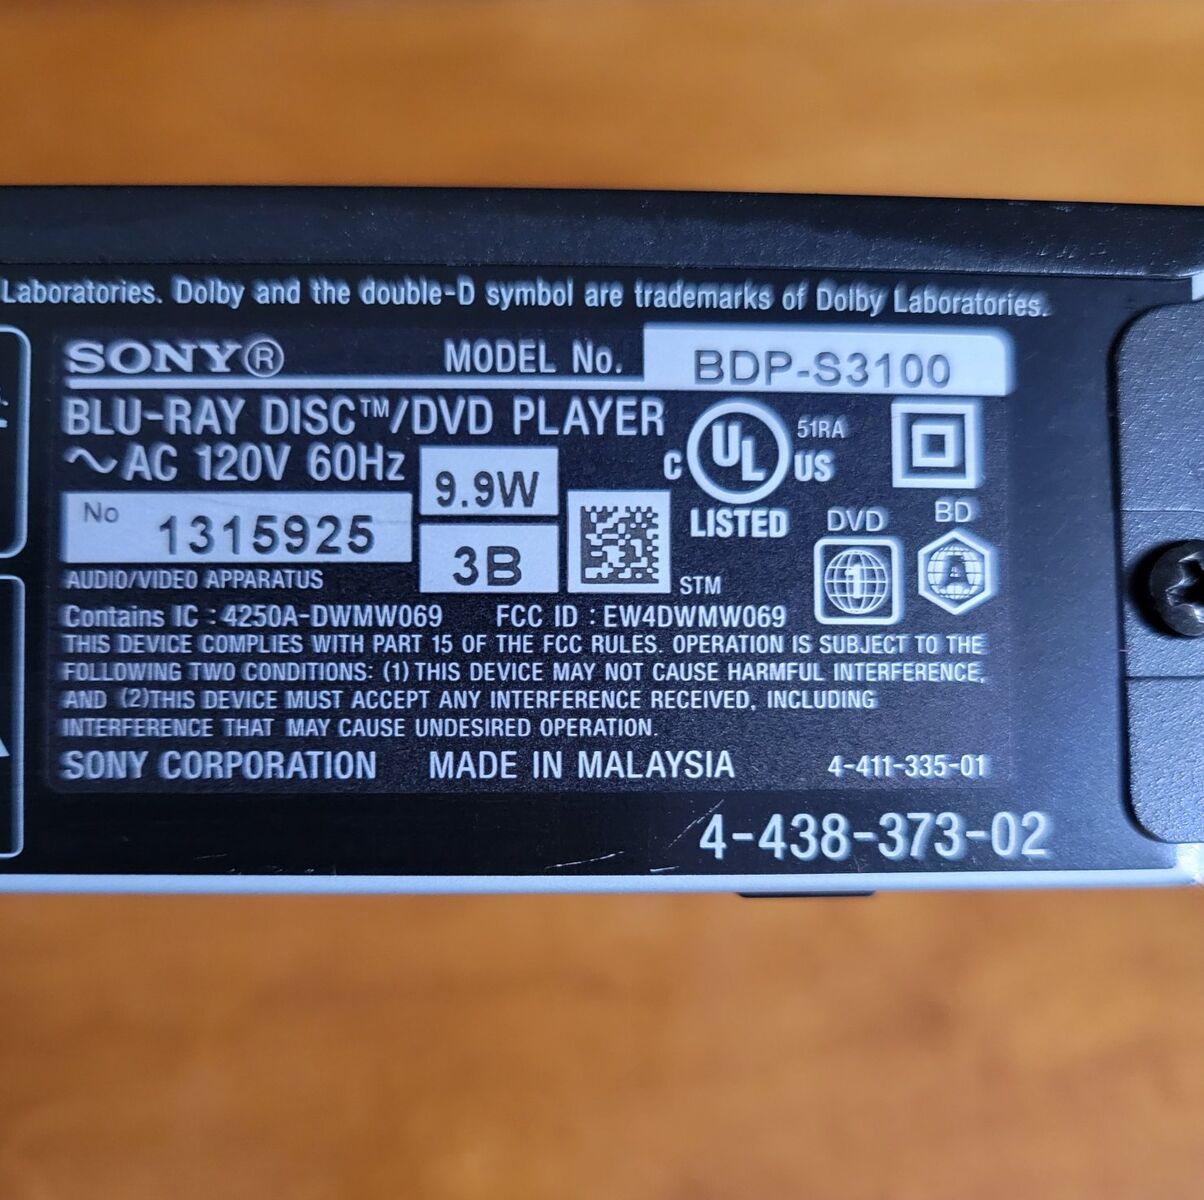 Laboratories. Dolby and the double-D symbol are trademarks of Dolby Laboratories.
SONY® MODEL No. BDP-S3100
BLU-RAY DISC™/DVD PLAYER
C UL US 51RA
LISTED
~AC 120V 60Hz 9.9W
No 1315925 3B
DVD BD
1 A
AUDIO/VIDEO APPARATUS STM
Contains IC : 4250A-DWMW069 FCC ID : EW4DWMW069
THIS DEVICE COMPLIES WITH PART 15 OF THE FCC RULES. OPERATION IS SUBJECT TO THE
FOLLOWING TWO CONDITIONS: (1) THIS DEVICE MAY NOT CAUSE HARMFUL INTERFERENCE,
AND (2)THIS DEVICE MUST ACCEPT ANY INTERFERENCE RECEIVED, INCLUDING
INTERFERENCE THAT MAY CAUSE UNDESIRED OPERATION.
SONY CORPORATION MADE IN MALAYSIA 4-411-335-01
4-438-373-02